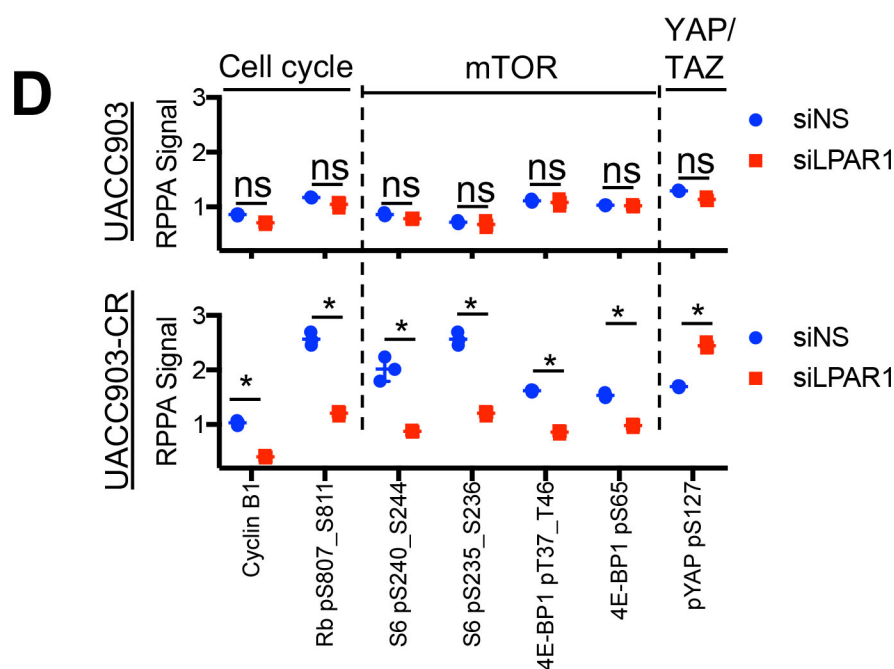 D
Cell cycle
mTOR
YAP/
TAZ
UACC903
RPPA Signal
3
2
1
ns
ns
ns
ns
ns
ns
ns
siNS
siLPAR1
UACC903-CR
RPPA Signal
3
2
1
*
*
*
*
*
*
*
siNS
siLPAR1
Cyclin B1
Rb pS807_S811
S6 pS240_S244
S6 pS235_S236
4E-BP1 pT37_T46
4E-BP1 pS65
pYAP pS127